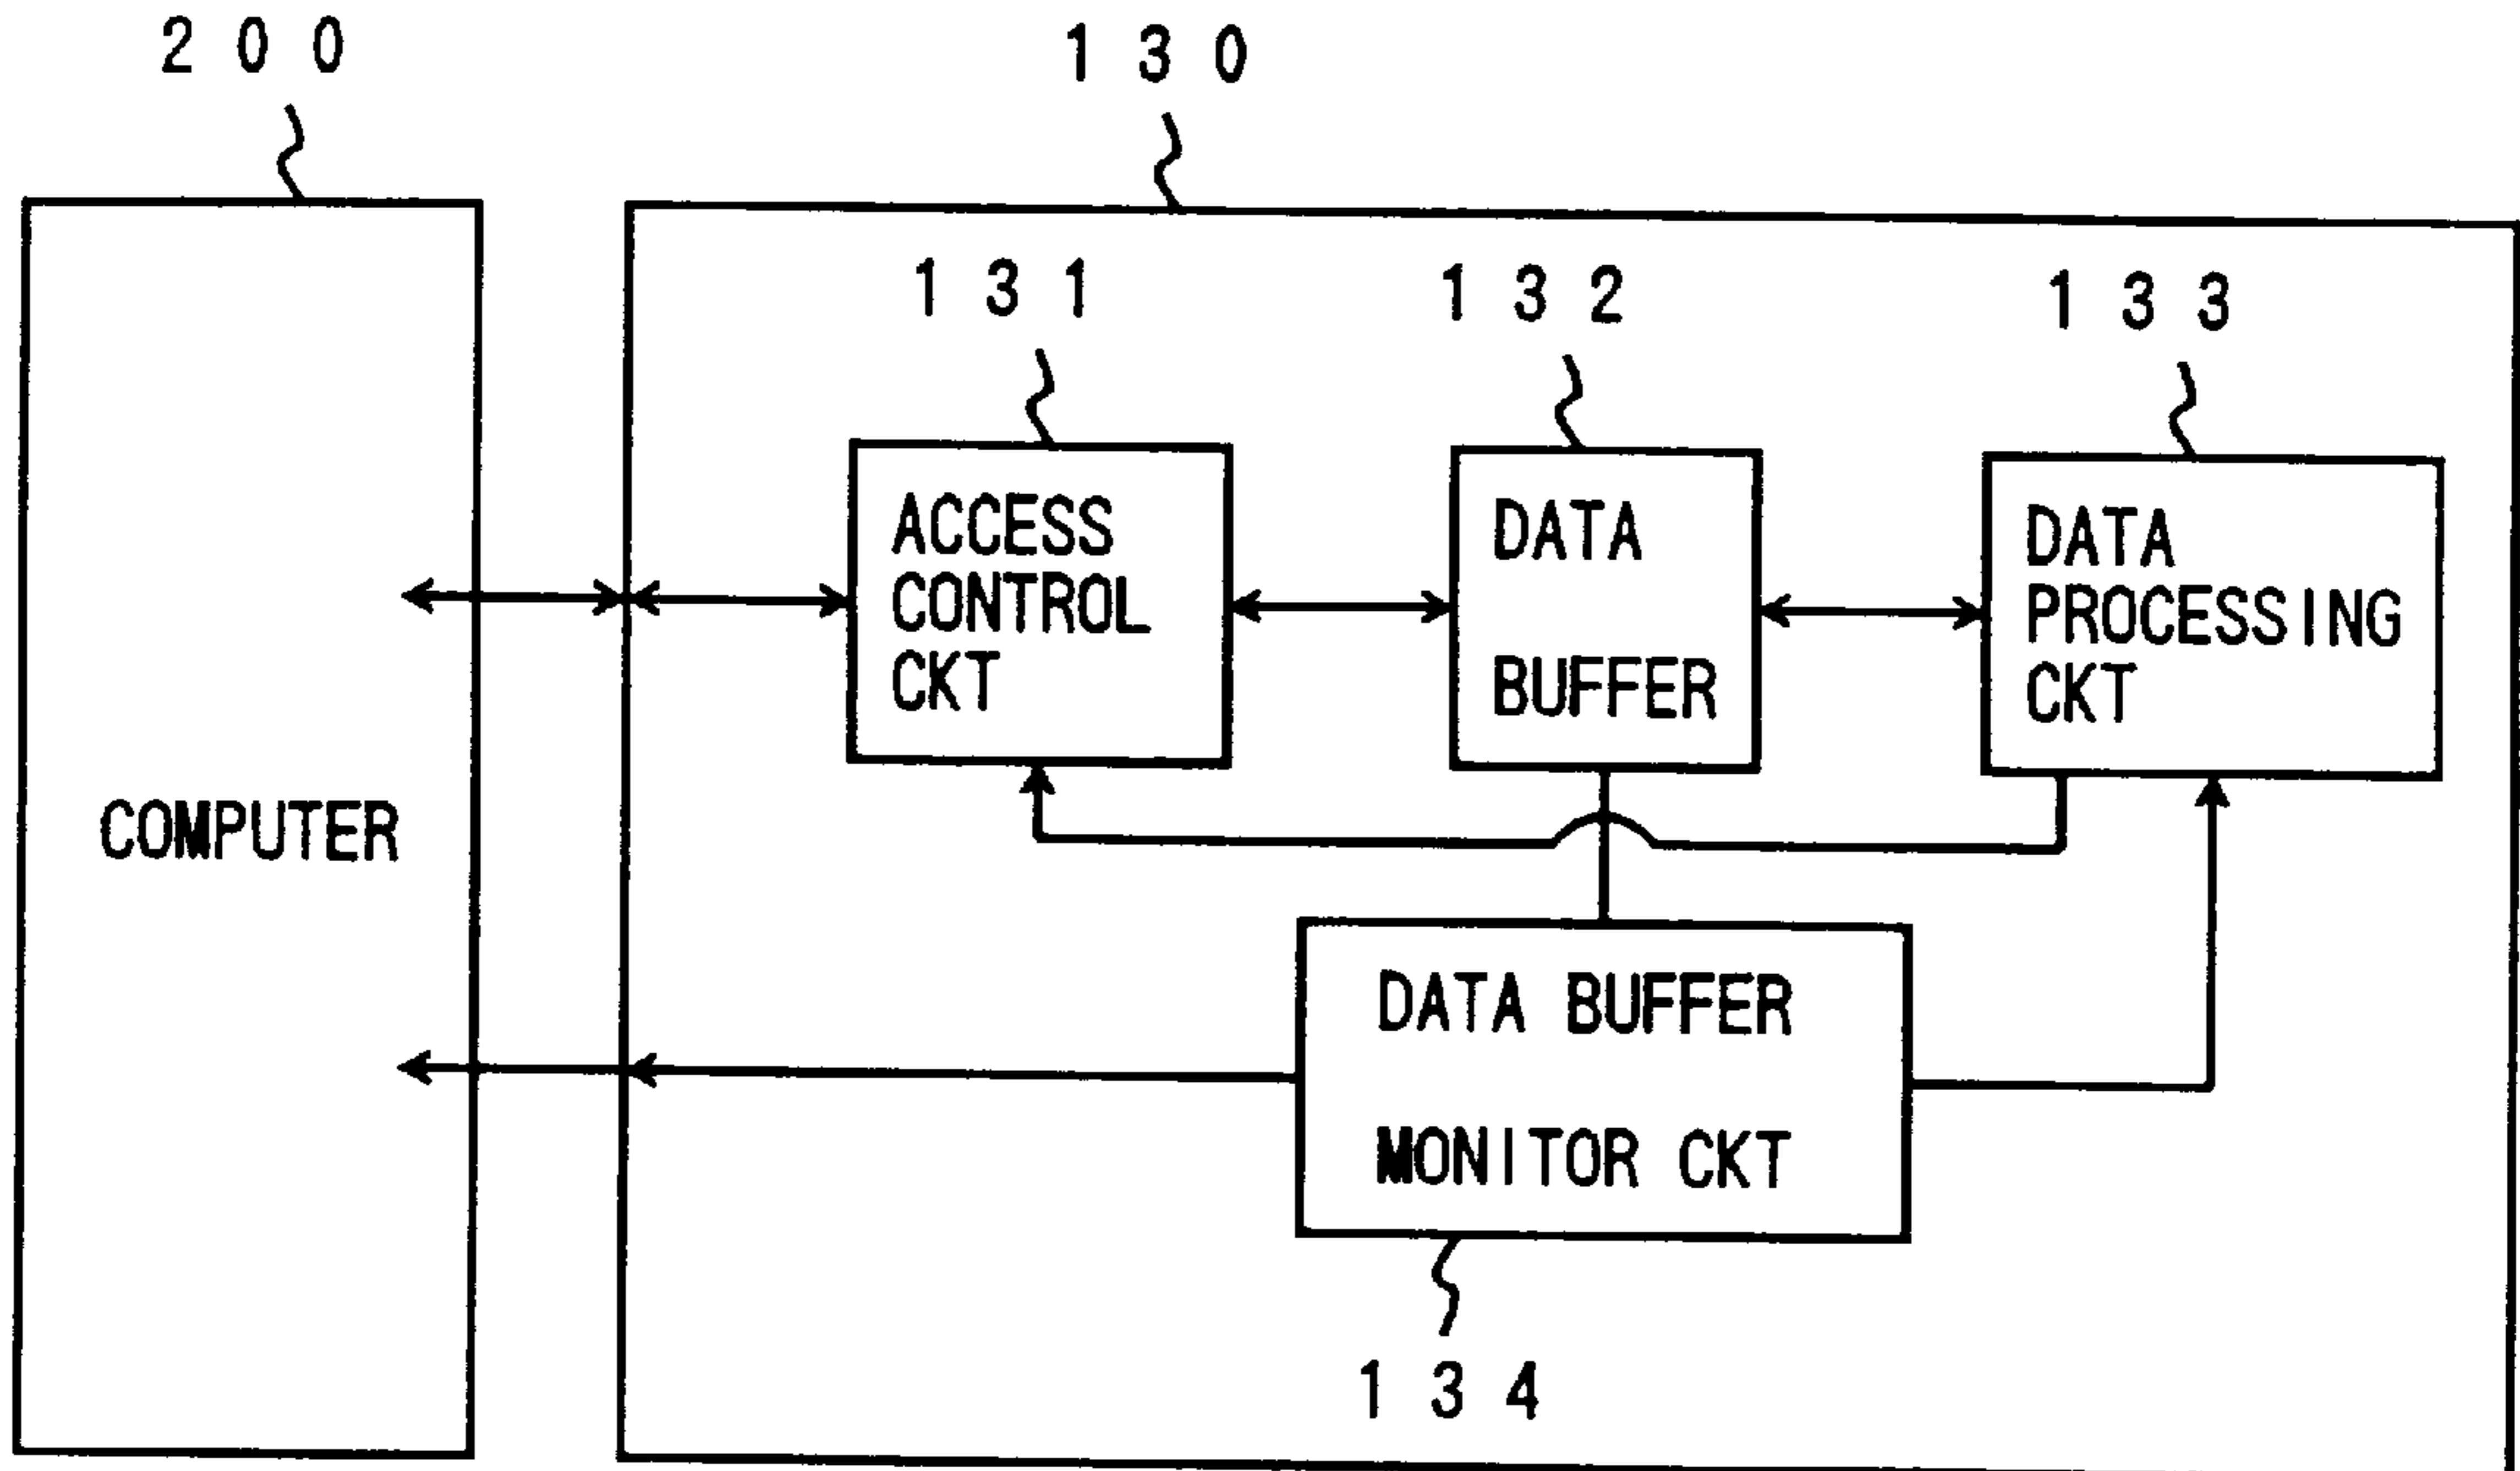 200
130
131
132
133
ACCESS
CONTROL
CKT
DATA
BUFFER
DATA
PROCESSING
CKT
COMPUTER
DATA BUFFER
MONITOR CKT
134